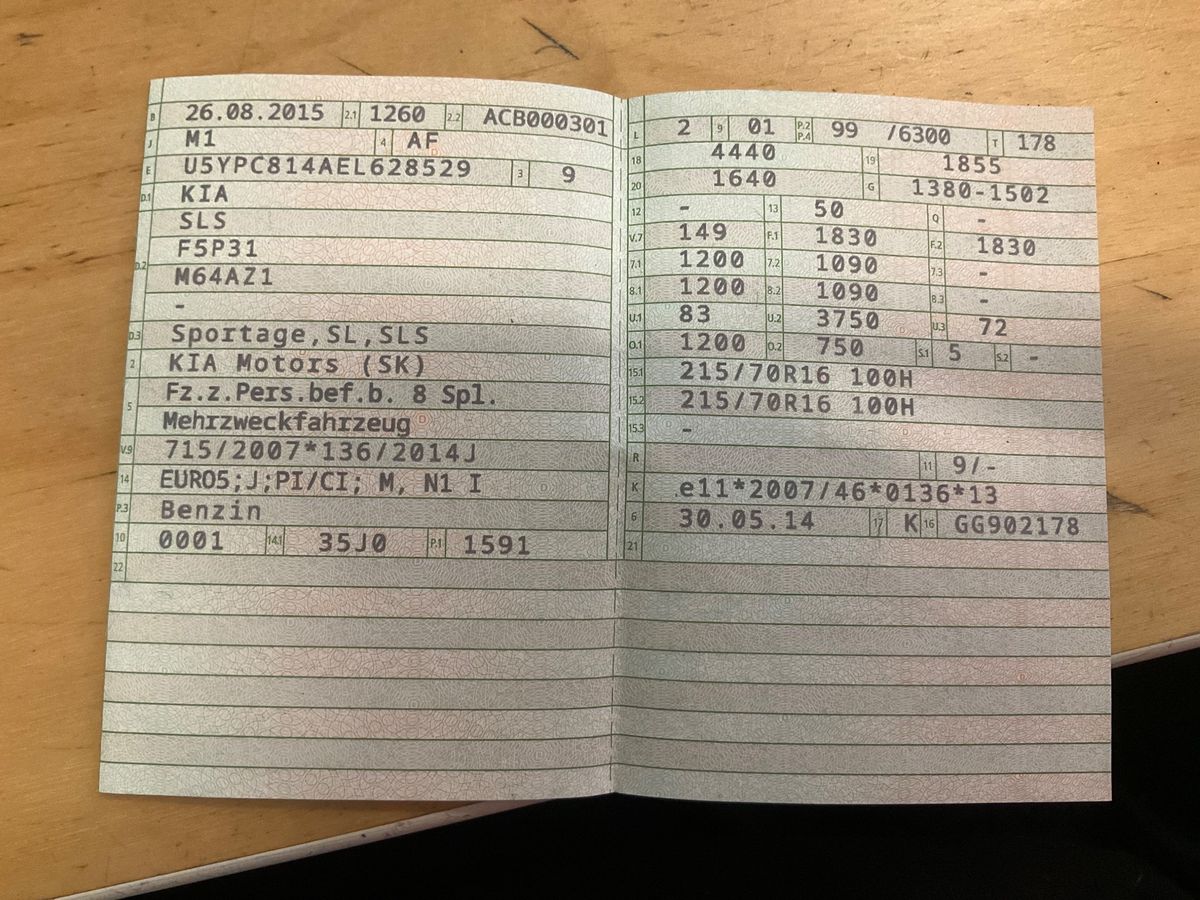 B 26.08.2015 2.1 1260 2.2 ACB000301
J M1 4 AF
E U5YPC814AEL628529 3 9
D.1 KIA
SLS
F5P31
D.2 M64AZ1
-
D.3 Sportage,SL,SLS
2 KIA Motors (SK)
5 Fz.z.Pers.bef.b. 8 Spl.
Mehrzweckfahrzeug
V.9 715/2007*136/2014J
14 EURO5;J;PI/CI; M, N1 I
P.3 Benzin
10 0001 14.1 35J0 P.1 1591
22
L 2 9 01 P.2 P.4 99 /6300 T 178
18 4440 19 1855
20 1640 G 1380-1502
12 - 13 50 Q -
V.7 149 F.1 1830 F.2 1830
7.1 1200 7.2 1090 7.3 -
8.1 1200 8.2 1090 8.3 -
U.1 83 U.2 3750 U.3 72
O.1 1200 O.2 750 S.1 5 S.2 -
15.1 215/70R16 100H
15.2 215/70R16 100H
15.3 -
R 11 9/-
K e11*2007/46*0136*13
6 30.05.14 17 K 16 GG902178
21